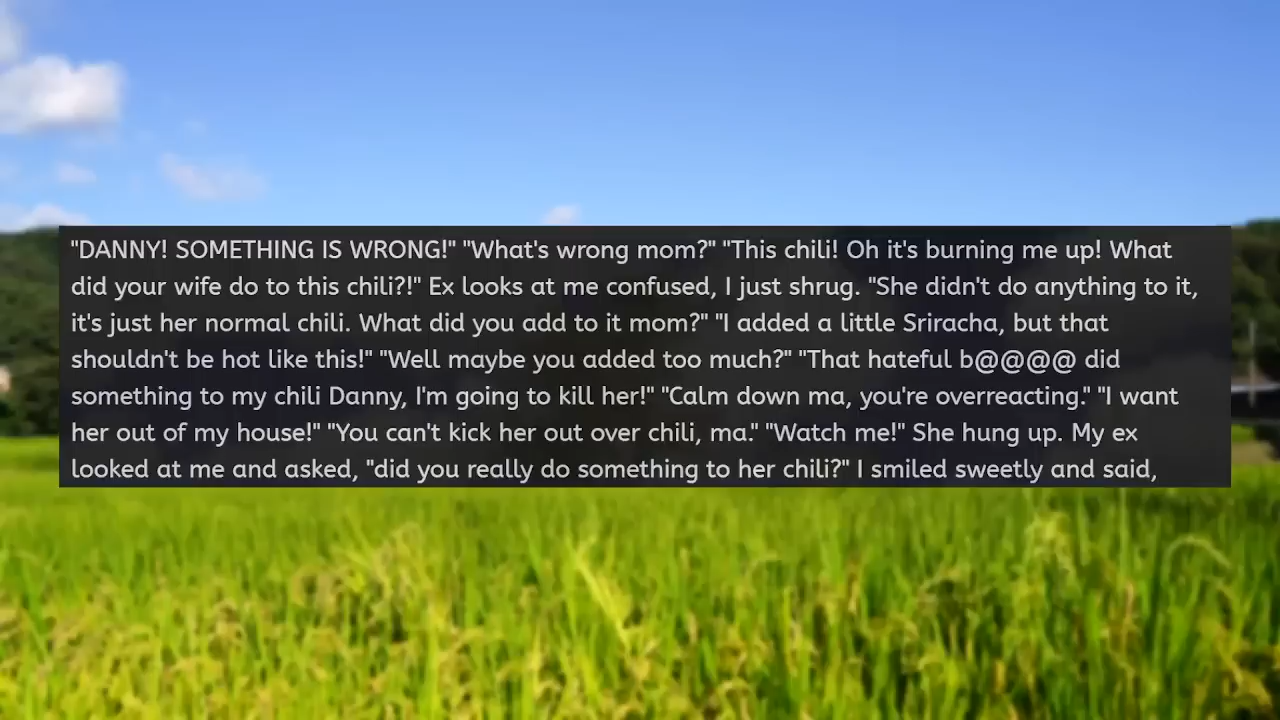 "DANNY! SOMETHING IS WRONG!" "What's wrong mom?" "This chili! Oh it's burning me up! What
did your wife do to this chili?!" Ex looks at me confused, I just shrug. "She didn't do anything to it,
it's just her normal chili. What did you add to it mom?" "I added a little Sriracha, but that
shouldn't be hot like this!" "Well maybe you added too much?" "That hateful b@@@@ did
something to my chili Danny, I'm going to kill her!" "Calm down ma, you're overreacting." "I want
her out of my house!" "You can't kick her out over chili, ma." "Watch me!" She hung up. My ex
looked at me and asked, "did you really do something to her chili?" I smiled sweetly and said,